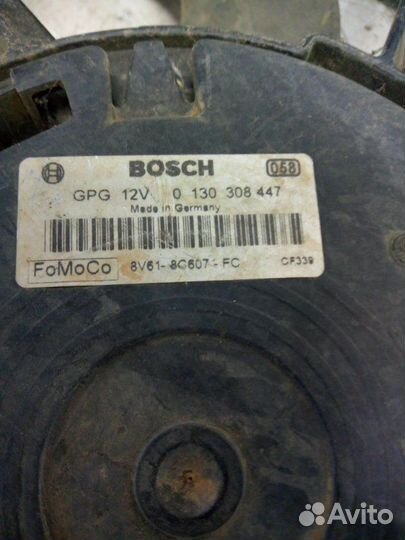 BOSCH 058
GPG 12V 0 130 308 447
Made in Germany
FoMoCo 8V61-8C607-FC CF339
Avito